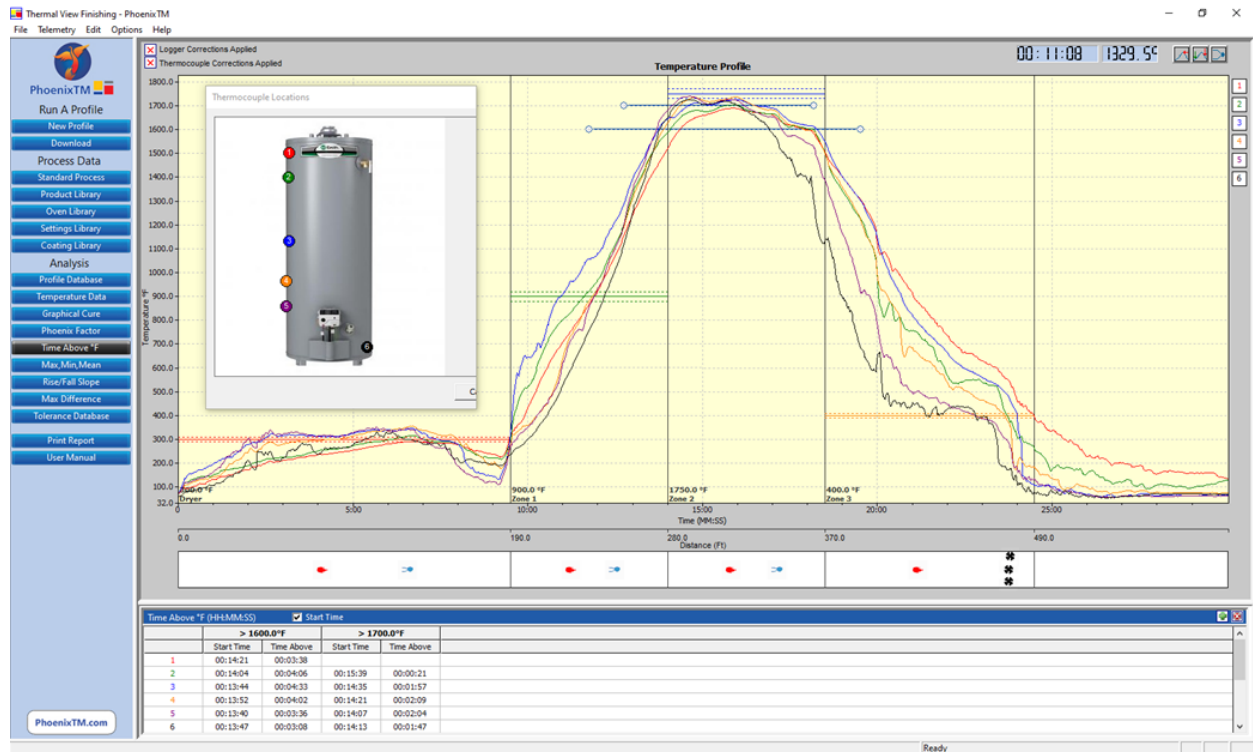 Thermal View Finishing - PhoenixTM
File Telemetry Edit Options Help
PhoenixTM
Run A Profile
New Profile
Download
Process Data
Standard Process
Product Library
Oven Library
Settings Library
Coating Library
Analysis
Profile Database
Temperature Data
Graphical Cure
Phoenix Factor
Time Above °F
Max,Min,Mean
Rise/Fall Slope
Max Difference
Tolerance Database
Print Report
User Manual
PhoenixTM.com
Logger Corrections Applied
Thermocouple Corrections Applied
Temperature Profile
00:11:08 1329.5°
1
2
3
4
5
6
Temperature °F
1800.0
1700.0
1600.0
1500.0
1400.0
1300.0
1200.0
1100.0
1000.0
900.0
800.0
700.0
600.0
500.0
400.0
300.0
200.0
100.0
32.0
Thermocouple Locations
1
2
3
4
5
6
Dryer
900.0 °F
Zone 1
1750.0 °F
Zone 2
400.0 °F
Zone 3
0 5:00 10:00 15:00 20:00 25:00
Time (MM:SS)
0.0 190.0 280.0 370.0 490.0
Distance (Ft)
Time Above °F (HH:MM:SS) Start Time
> 1600.0°F > 1700.0°F
Start Time Time Above Start Time Time Above
1 00:14:21 00:03:38
2 00:14:04 00:04:06 00:15:39 00:00:21
3 00:13:44 00:04:33 00:14:35 00:01:57
4 00:13:52 00:04:02 00:14:21 00:02:09
5 00:13:40 00:03:36 00:14:07 00:02:04
6 00:13:47 00:03:08 00:14:13 00:01:47
Ready